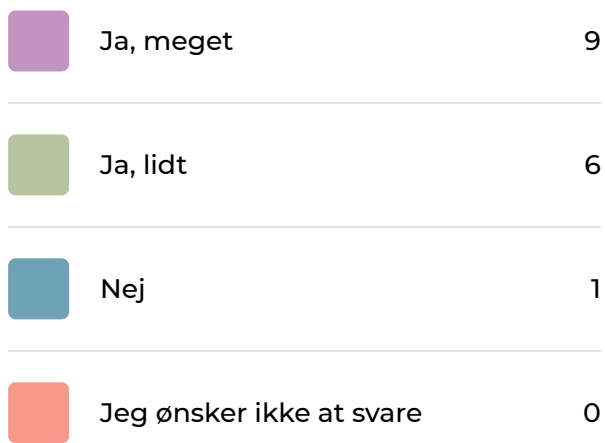 Ja, meget 9
Ja, lidt 6
Nej 1
Jeg ønsker ikke at svare 0